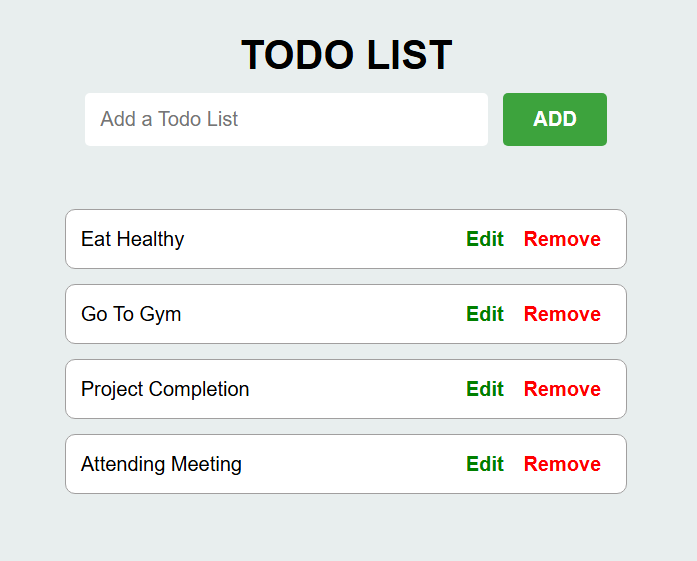 TODO LIST
Add a Todo List ADD
Eat Healthy Edit Remove
Go To Gym Edit Remove
Project Completion Edit Remove
Attending Meeting Edit Remove